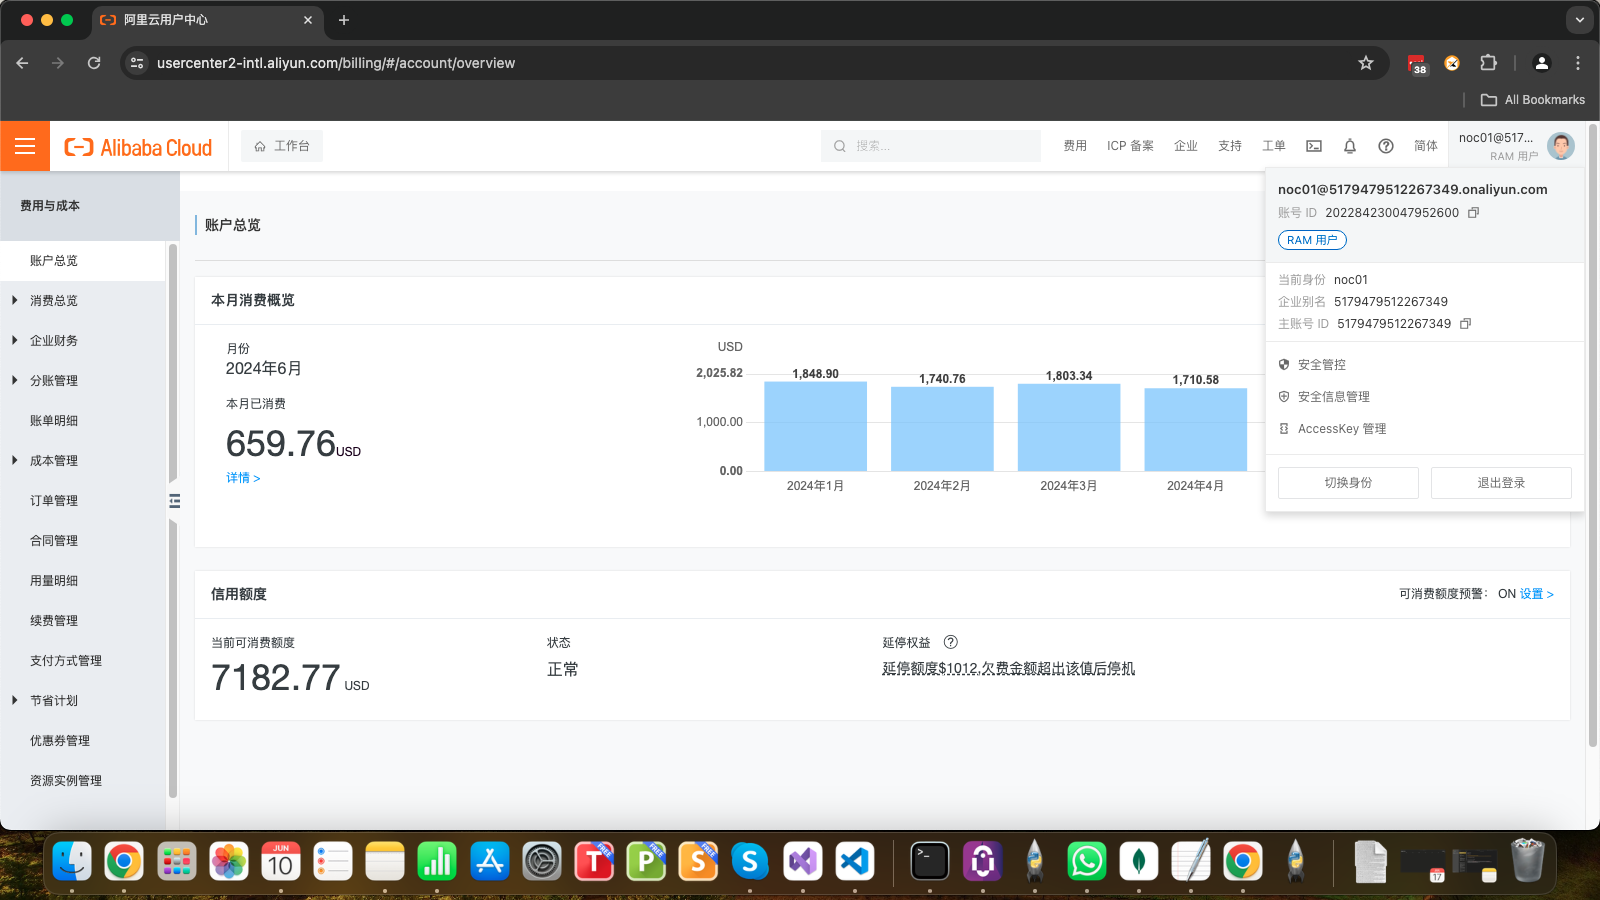 阿里云用户中心
usercenter2-intl.aliyun.com/billing/#/account/overview
38
All Bookmarks
Alibaba Cloud
工作台
搜索...
费用
ICP 备案
企业
支持
工单
简体
noc01@517...
RAM 用户
noc01@5179479512267349.onaliyun.com
账号 ID 202284230047952600
RAM 用户
当前身份 noc01
企业别名 5179479512267349
主账号 ID 5179479512267349
安全管控
安全信息管理
AccessKey 管理
切换身份
退出登录
费用与成本
账户总览
消费总览
企业财务
分账管理
账单明细
成本管理
订单管理
合同管理
用量明细
续费管理
支付方式管理
节省计划
优惠券管理
资源实例管理
账户总览
本月消费概览
月份
2024年6月
本月已消费
659.76USD
详情 >
USD
2,025.82
1,000.00
0.00
1,848.90
1,740.76
1,803.34
1,710.58
2024年1月
2024年2月
2024年3月
2024年4月
信用额度
可消费额度预警: ON 设置 >
当前可消费额度
7182.77 USD
状态
正常
延停权益
延停额度$1012,欠费金额超出该值后停机
JUN
10
T
FREE
P
FREE
S
FREE
17